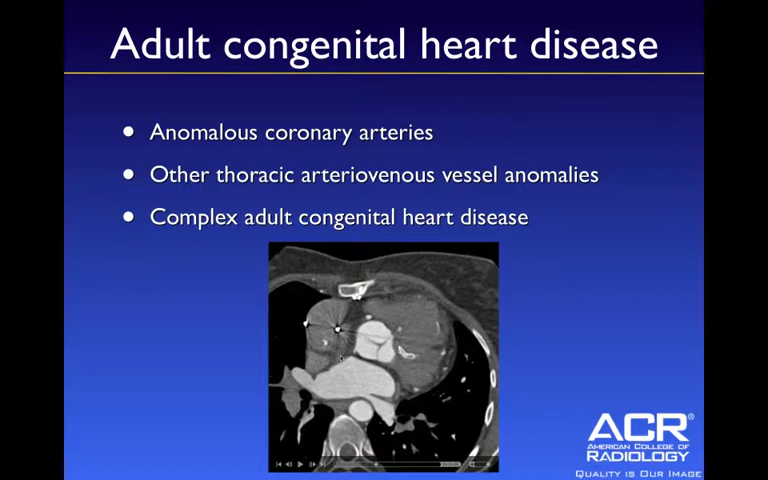 Adult congenital heart disease
Anomalous coronary arteries
Other thoracic arteriovenous vessel anomalies
Complex adult congenital heart disease
ACR®
AMERICAN COLLEGE OF
RADIOLOGY
QUALITY IS OUR IMAGE